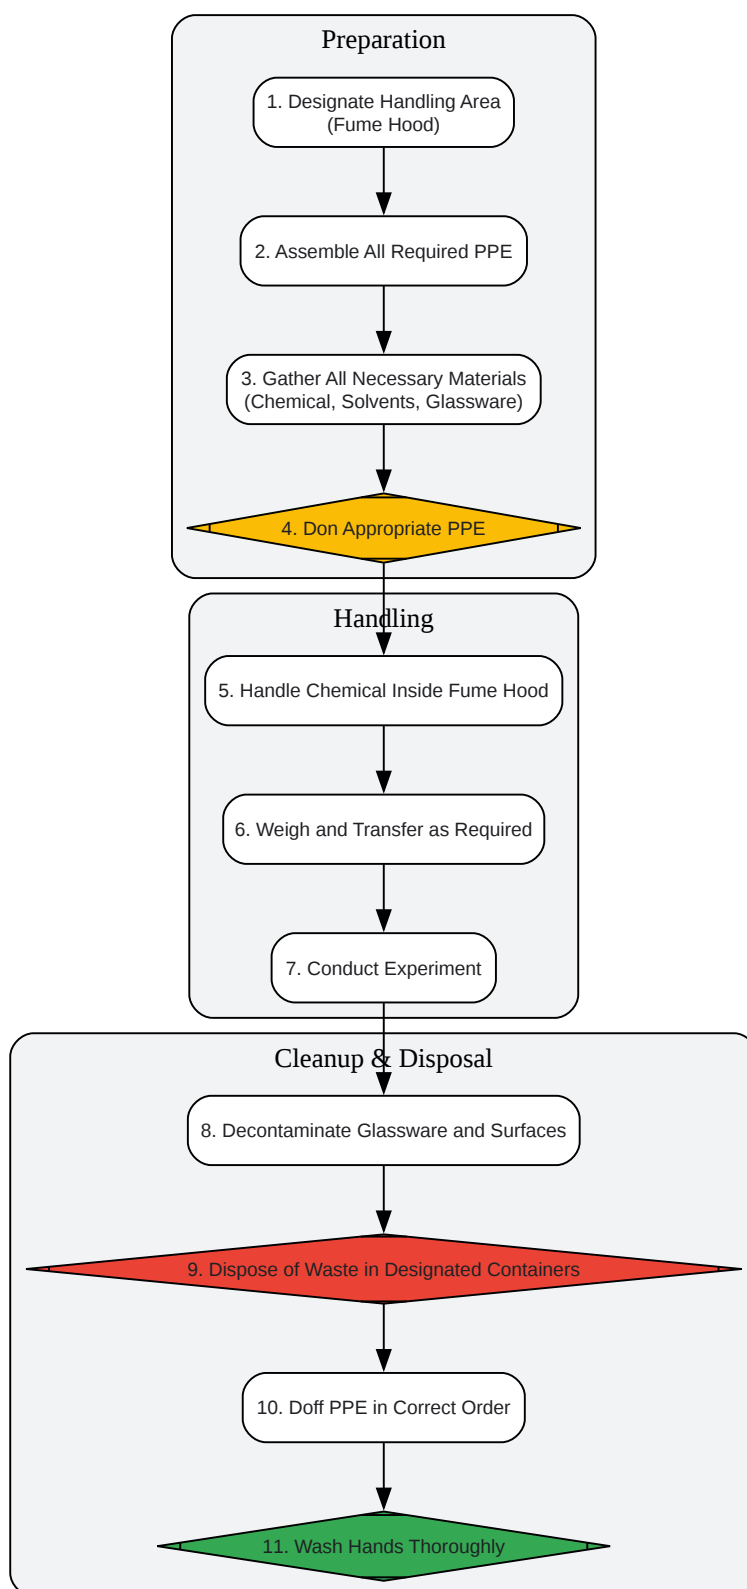 Preparation
1. Designate Handling Area
(Fume Hood)
2. Assemble All Required PPE
3. Gather All Necessary Materials
(Chemical, Solvents, Glassware)
4. Don Appropriate PPE
Handling
5. Handle Chemical Inside Fume Hood
6. Weigh and Transfer as Required
7. Conduct Experiment
Cleanup & Disposal
8. Decontaminate Glassware and Surfaces
9. Dispose of Waste in Designated Containers
10. Doff PPE in Correct Order
11. Wash Hands Thoroughly